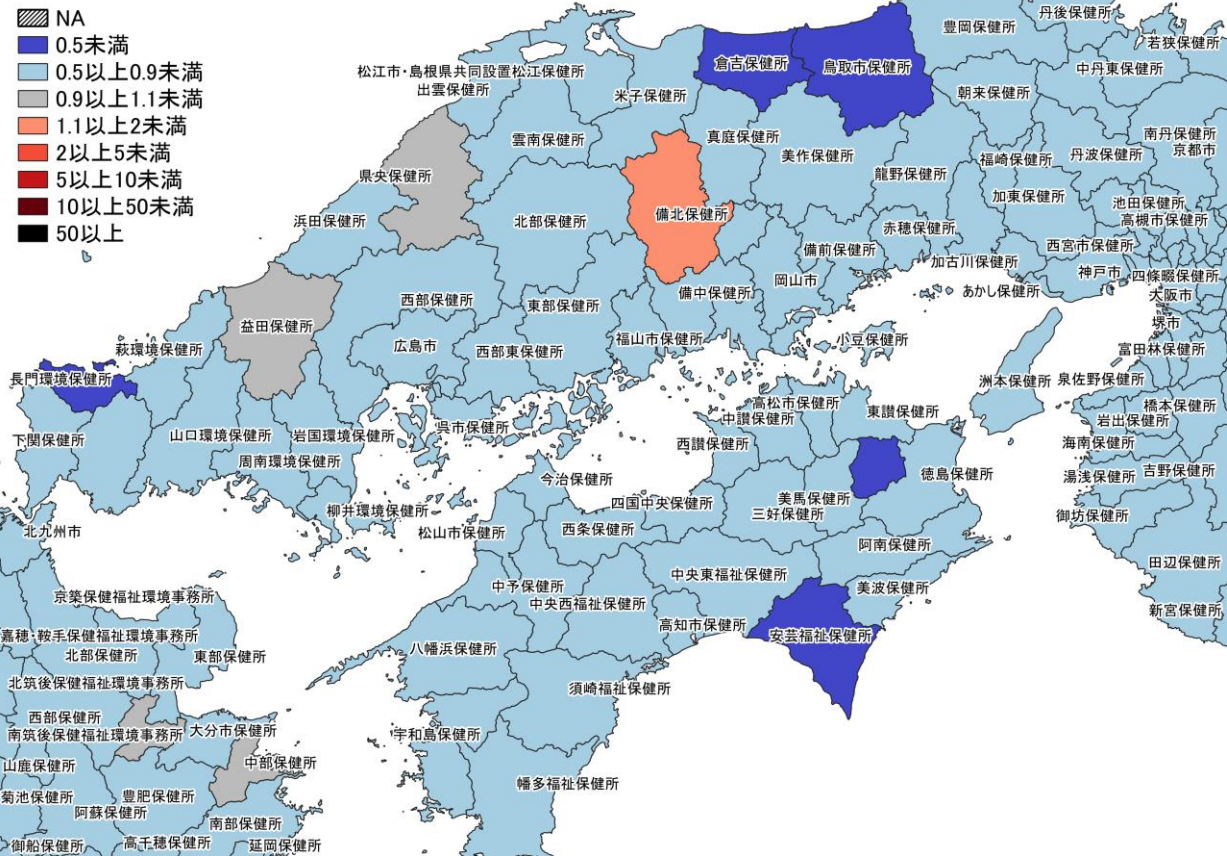 NA
0.5未満
0.5以上0.9未満
0.9以上1.1未満
1.1以上2未満
2以上5未満
5以上10未満
10以上50未満
50以上
丹後保健所
豊岡保健所
若狭保健所
倉吉保健所
鳥取市保健所
中丹東保健所
松江市・島根県共同設置松江保健所
出雲保健所
米子保健所
朝来保健所
雲南保健所
真庭保健所
美作保健所
南丹保健所
京都市
福崎保健所
丹波保健所
県央保健所
龍野保健所
加東保健所
池田保健所
高槻市保健所
浜田保健所
北部保健所
備北保健所
赤穂保健所
備前保健所
西宮市保健所
加古川保健所
神戸市
四條畷保健所
岡山市
備中保健所
あかし保健所
大阪市
西部保健所
東部保健所
堺市
益田保健所
広島市
西部東保健所
福山市保健所
小豆保健所
萩環境保健所
富田林保健所
長門環境保健所
洲本保健所
泉佐野保健所
高松市保健所
東讃保健所
中讃保健所
橋本保健所
岩出保健所
下関保健所
山口環境保健所
岩国環境保健所
呉市保健所
西讃保健所
海南保健所
周南環境保健所
今治保健所
徳島保健所
湯浅保健所
吉野保健所
美馬保健所
四国中央保健所
三好保健所
柳井環境保健所
御坊保健所
北九州市
松山市保健所
西条保健所
阿南保健所
田辺保健所
中央東福祉保健所
中予保健所
美波保健所
京築保健福祉環境事務所
中央西福祉保健所
新宮保健所
高知市保健所
安芸福祉保健所
嘉穂・鞍手保健福祉環境事務所
北部保健所
東部保健所
八幡浜保健所
北筑後保健福祉環境事務所
須崎福祉保健所
西部保健所
大分市保健所
南筑後保健福祉環境事務所
宇和島保健所
山鹿保健所
中部保健所
幡多福祉保健所
菊池保健所
豊肥保健所
阿蘇保健所
南部保健所
御船保健所
高千穂保健所
延岡保健所